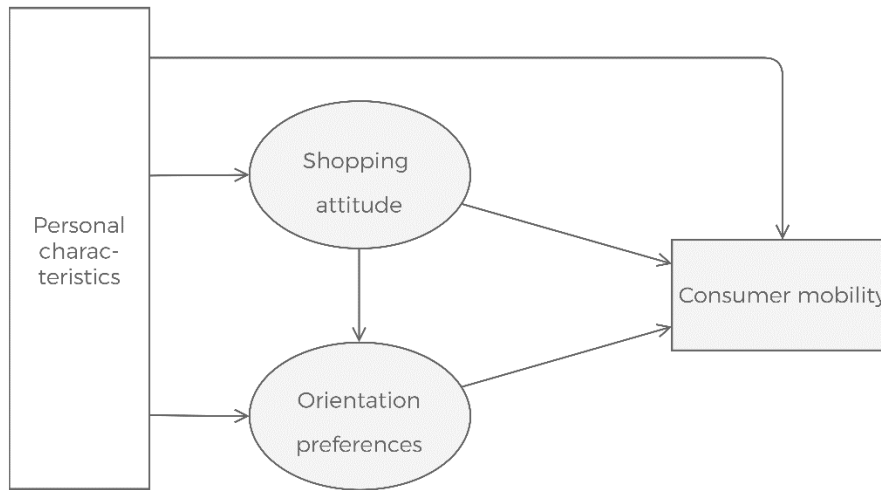 Shopping
attitude
Personal
charac-
teristics
Consumer mobility
Orientation
preferences